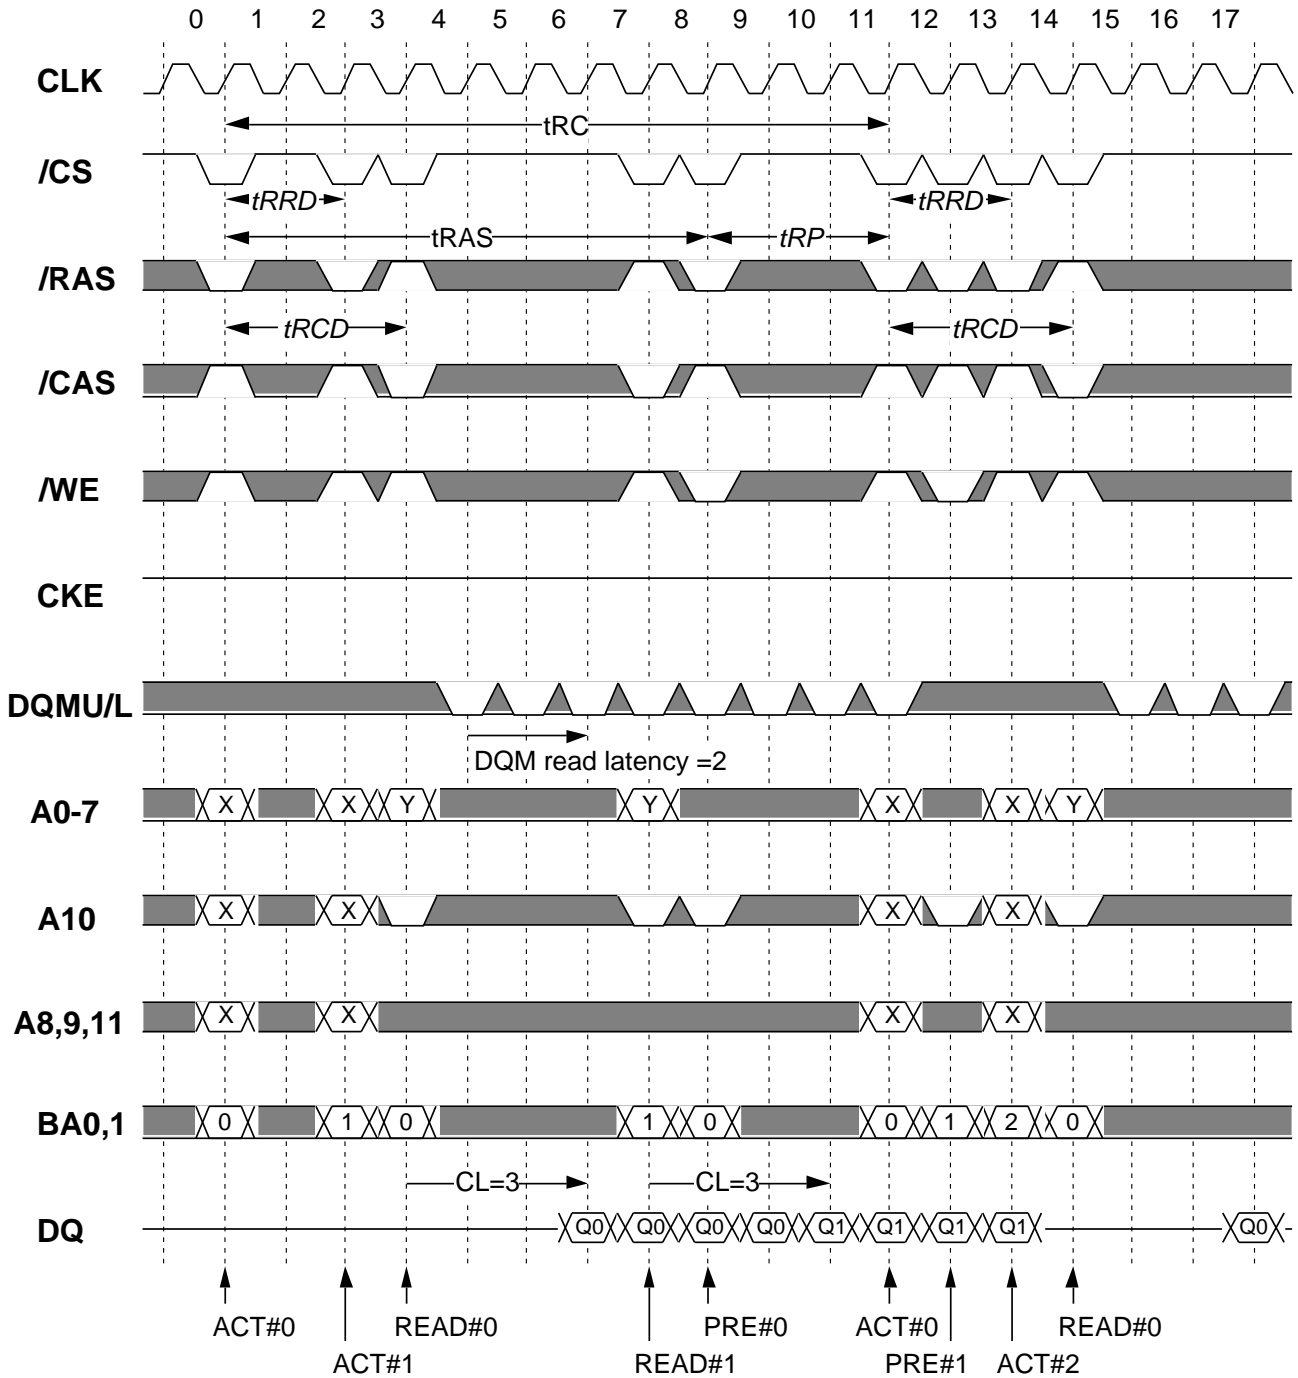 0 1 2 3 4 5 6 7 8 9 10 11 12 13 14 15 16 17
CLK
tRC
/CS
tRRD tRRD
tRAS tRP
/RAS
tRCD tRCD
/CAS
/WE
CKE
DQMU/L
DQM read latency =2
A0-7 X X Y Y X X Y
A10 X X X X
A8,9,11 X X X X
BA0,1 0 1 0 1 0 0 1 2 0
CL=3 CL=3
DQ Q0 Q0 Q0 Q0 Q1 Q1 Q1 Q1 Q0
ACT#0 READ#0 PRE#0 ACT#0 READ#0
ACT#1 READ#1 PRE#1 ACT#2